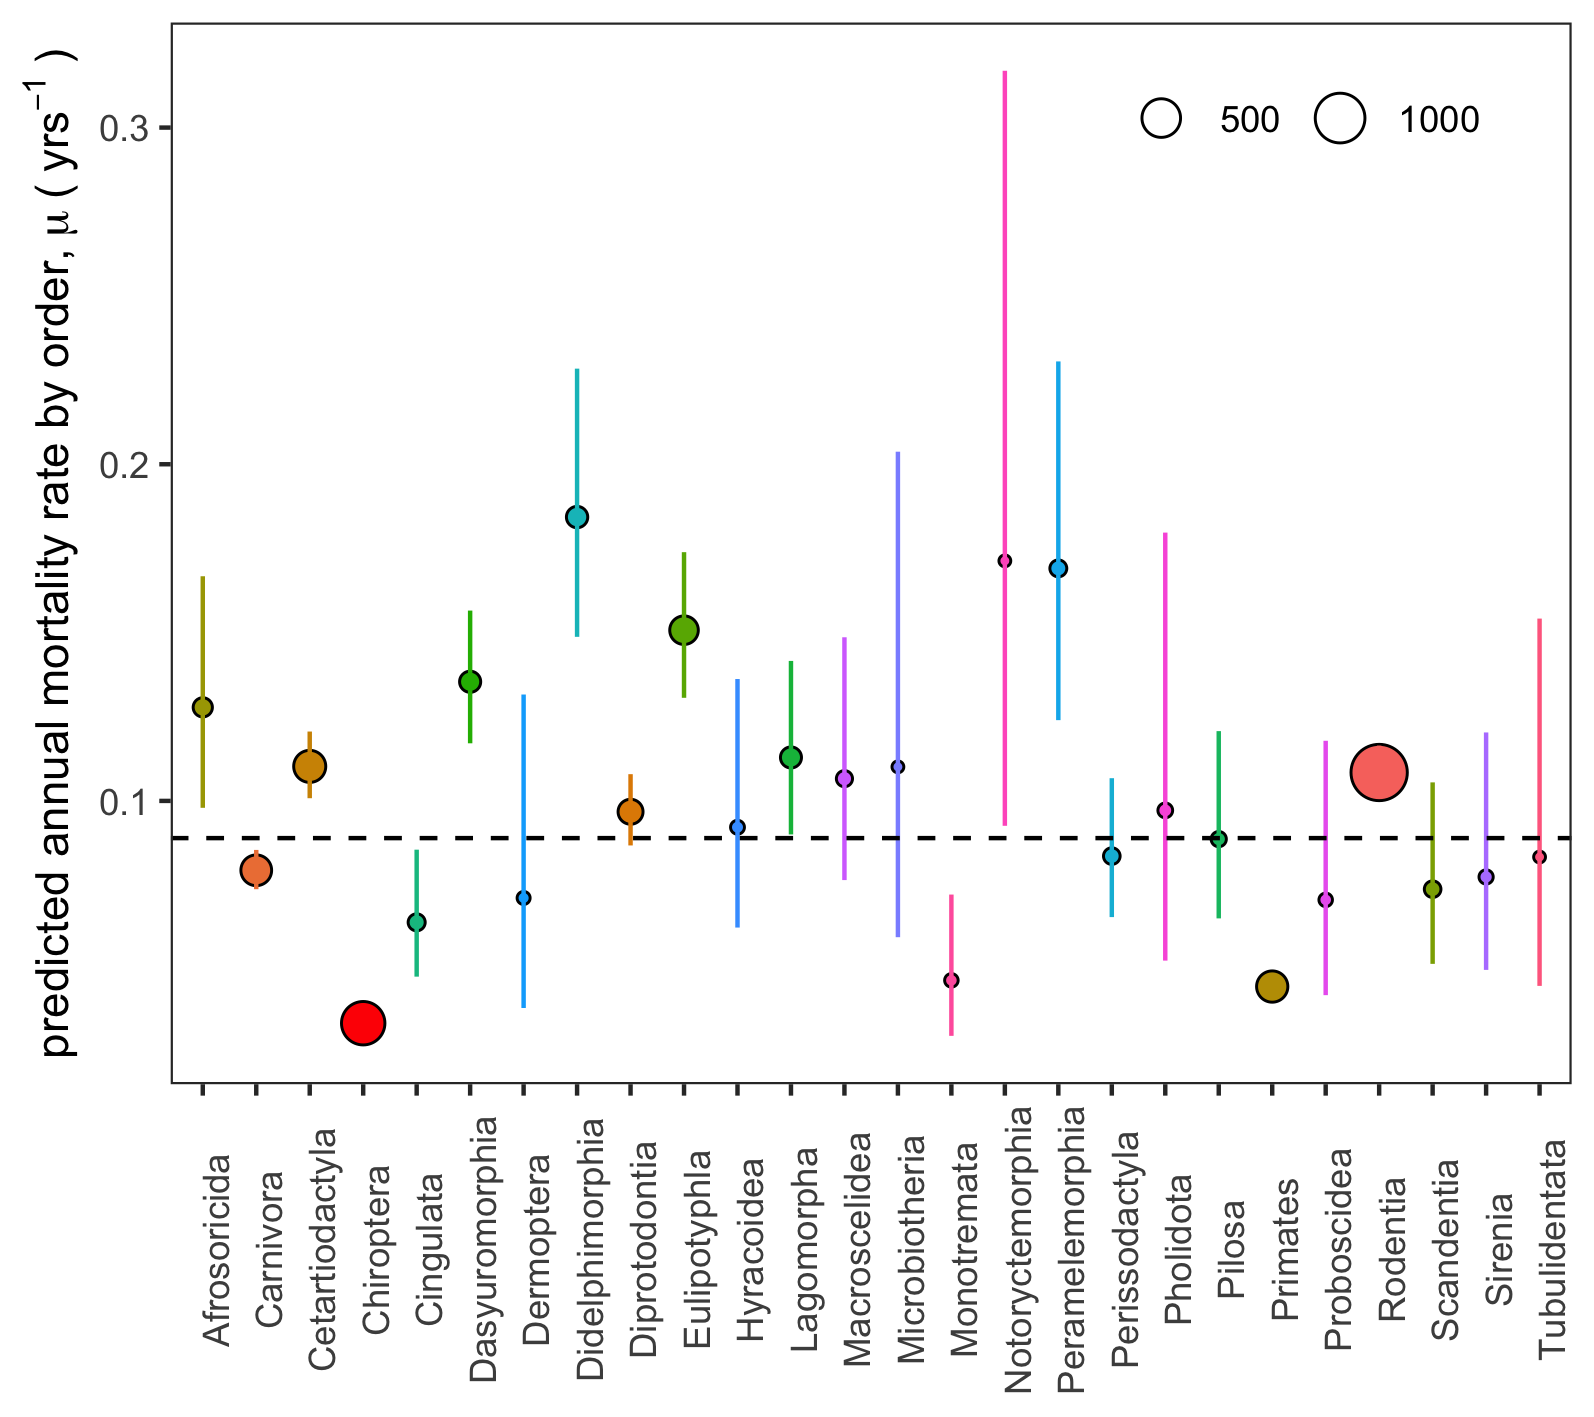 predicted annual mortality rate by order, μ ( yrs⁻¹ )
0.3
0.2
0.1
500 1000
Afrosoricida
Carnivora
Cetartiodactyla
Chiroptera
Cingulata
Dasyuromorphia
Dermoptera
Didelphimorphia
Diprotodontia
Eulipotyphla
Hyracoidea
Lagomorpha
Macroscelidea
Microbiotheria
Monotremata
Notoryctemorphia
Peramelemorphia
Perissodactyla
Pholidota
Pilosa
Primates
Proboscidea
Rodentia
Scandentia
Sirenia
Tubulidentata